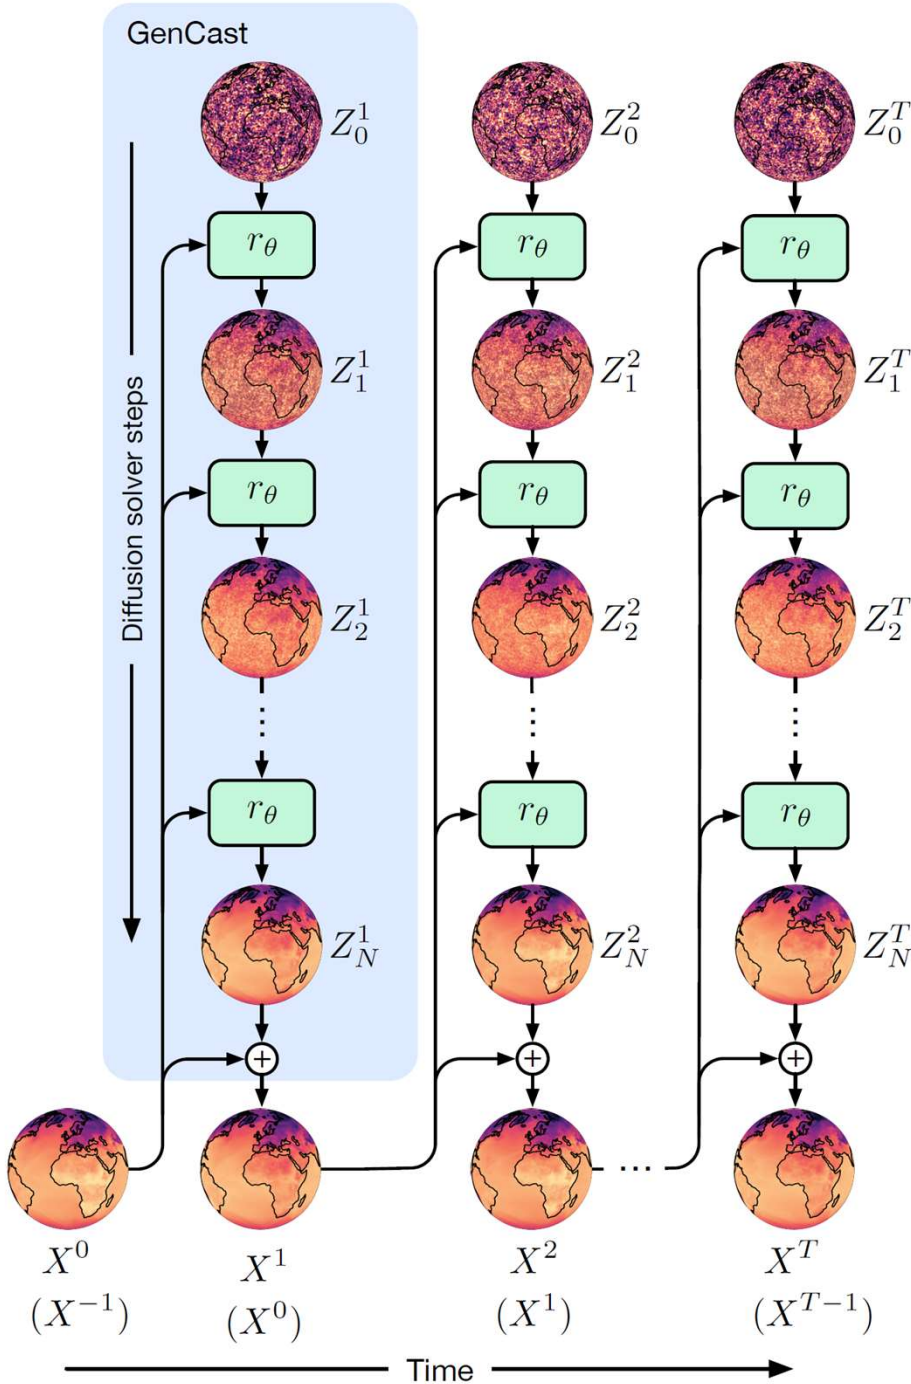 GenCast
Z_0^1 Z_0^2 Z_0^T
r_θ r_θ r_θ
Z_1^1 Z_1^2 Z_1^T
Diffusion solver steps
r_θ r_θ r_θ
Z_2^1 Z_2^2 Z_2^T
⋮ ⋮ ⋮
r_θ r_θ r_θ
Z_N^1 Z_N^2 Z_N^T
+ + +
...
X^0 X^1 X^2 X^T
(X^{-1}) (X^0) (X^1) (X^{T-1})
Time